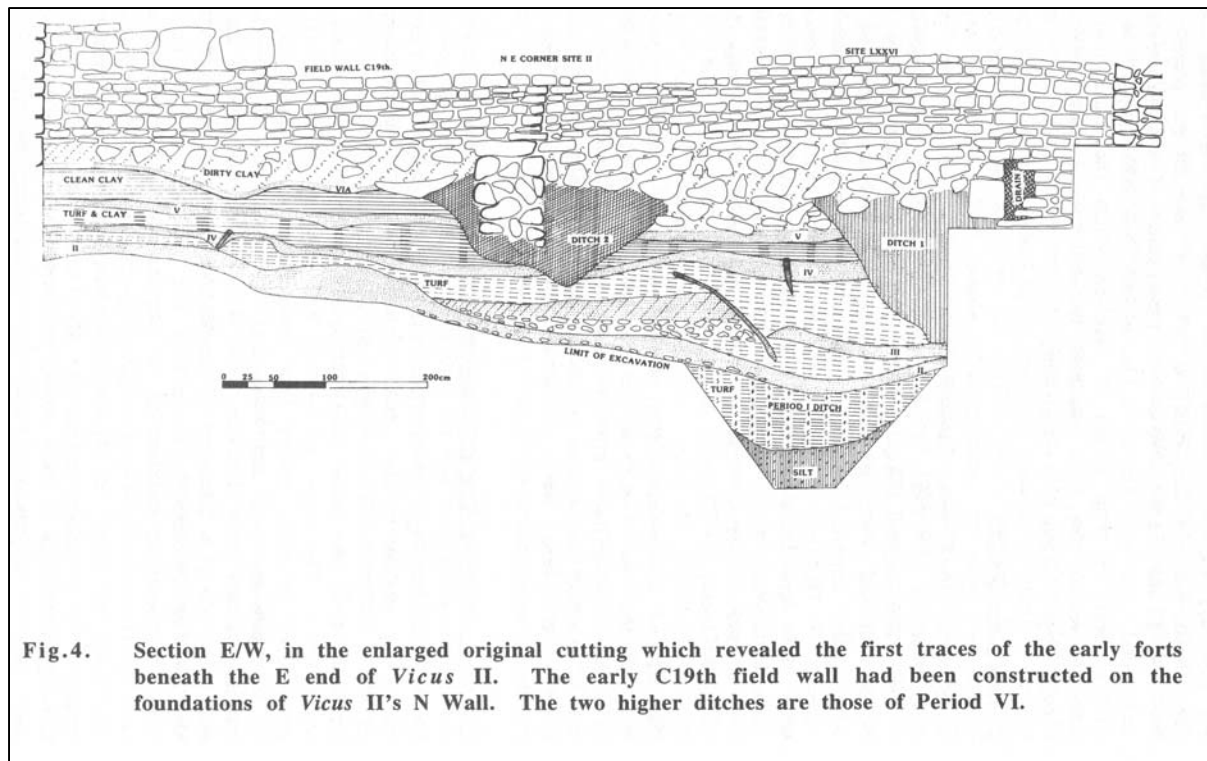 SITE LXXVI
N E CORNER SITE II
FIELD WALL C19th.
DIRTY CLAY
CLEAN CLAY
VIA
DRAIN
V
TURF & CLAY
V
DITCH 2
DITCH 1
IV
II
IV
TURF
III
LIMIT OF EXCAVATION
II
TURF
PERIOD I DITCH
SILT
0 25 50 100 200cm
Fig.4. Section E/W, in the enlarged original cutting which revealed the first traces of the early forts
beneath the E end of Vicus II. The early C19th field wall had been constructed on the
foundations of Vicus II's N Wall. The two higher ditches are those of Period VI.